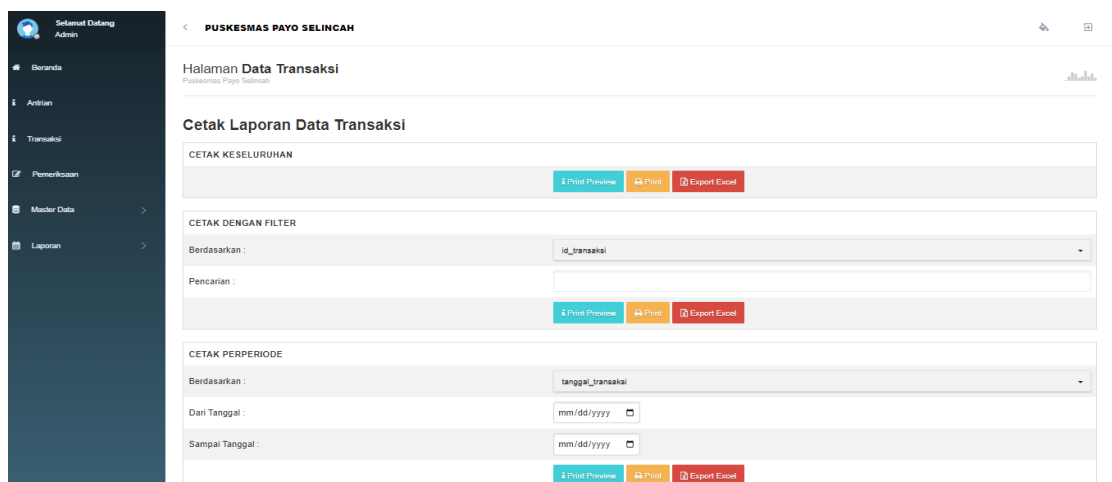 Selamat Datang
Admin
PUSKESMAS PAYO SELINCAH
Beranda
Antrian
Transaksi
Pemeriksaan
Master Data
Laporan
Halaman Data Transaksi
Puskesmas Payo Selincah
Cetak Laporan Data Transaksi
CETAK KESELURUHAN
Print Preview Print Export Excel
CETAK DENGAN FILTER
Berdasarkan : id_transaksi
Pencarian :
Print Preview Print Export Excel
CETAK PERPERIODE
Berdasarkan : tanggal_transaksi
Dari Tanggal : mm/dd/yyyy
Sampai Tanggal : mm/dd/yyyy
Print Preview Print Export Excel